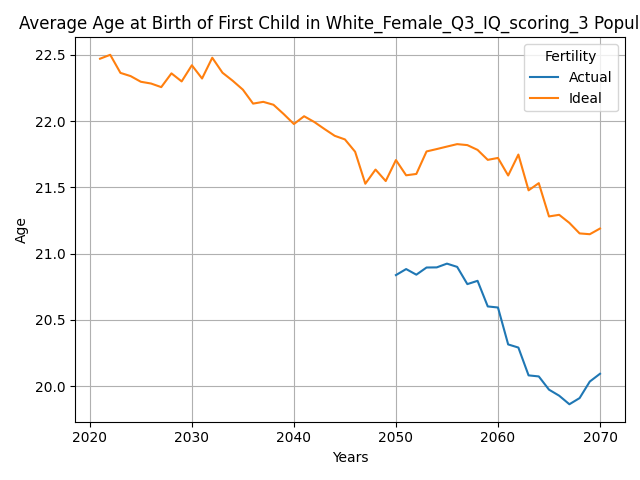 Average Age at Birth of First Child in White_Female_Q3_IQ_scoring_3 Popul
Fertility
Actual
Ideal
22.5
22.0
21.5
21.0
20.5
20.0
Age
2020
2030
2040
2050
2060
2070
Years